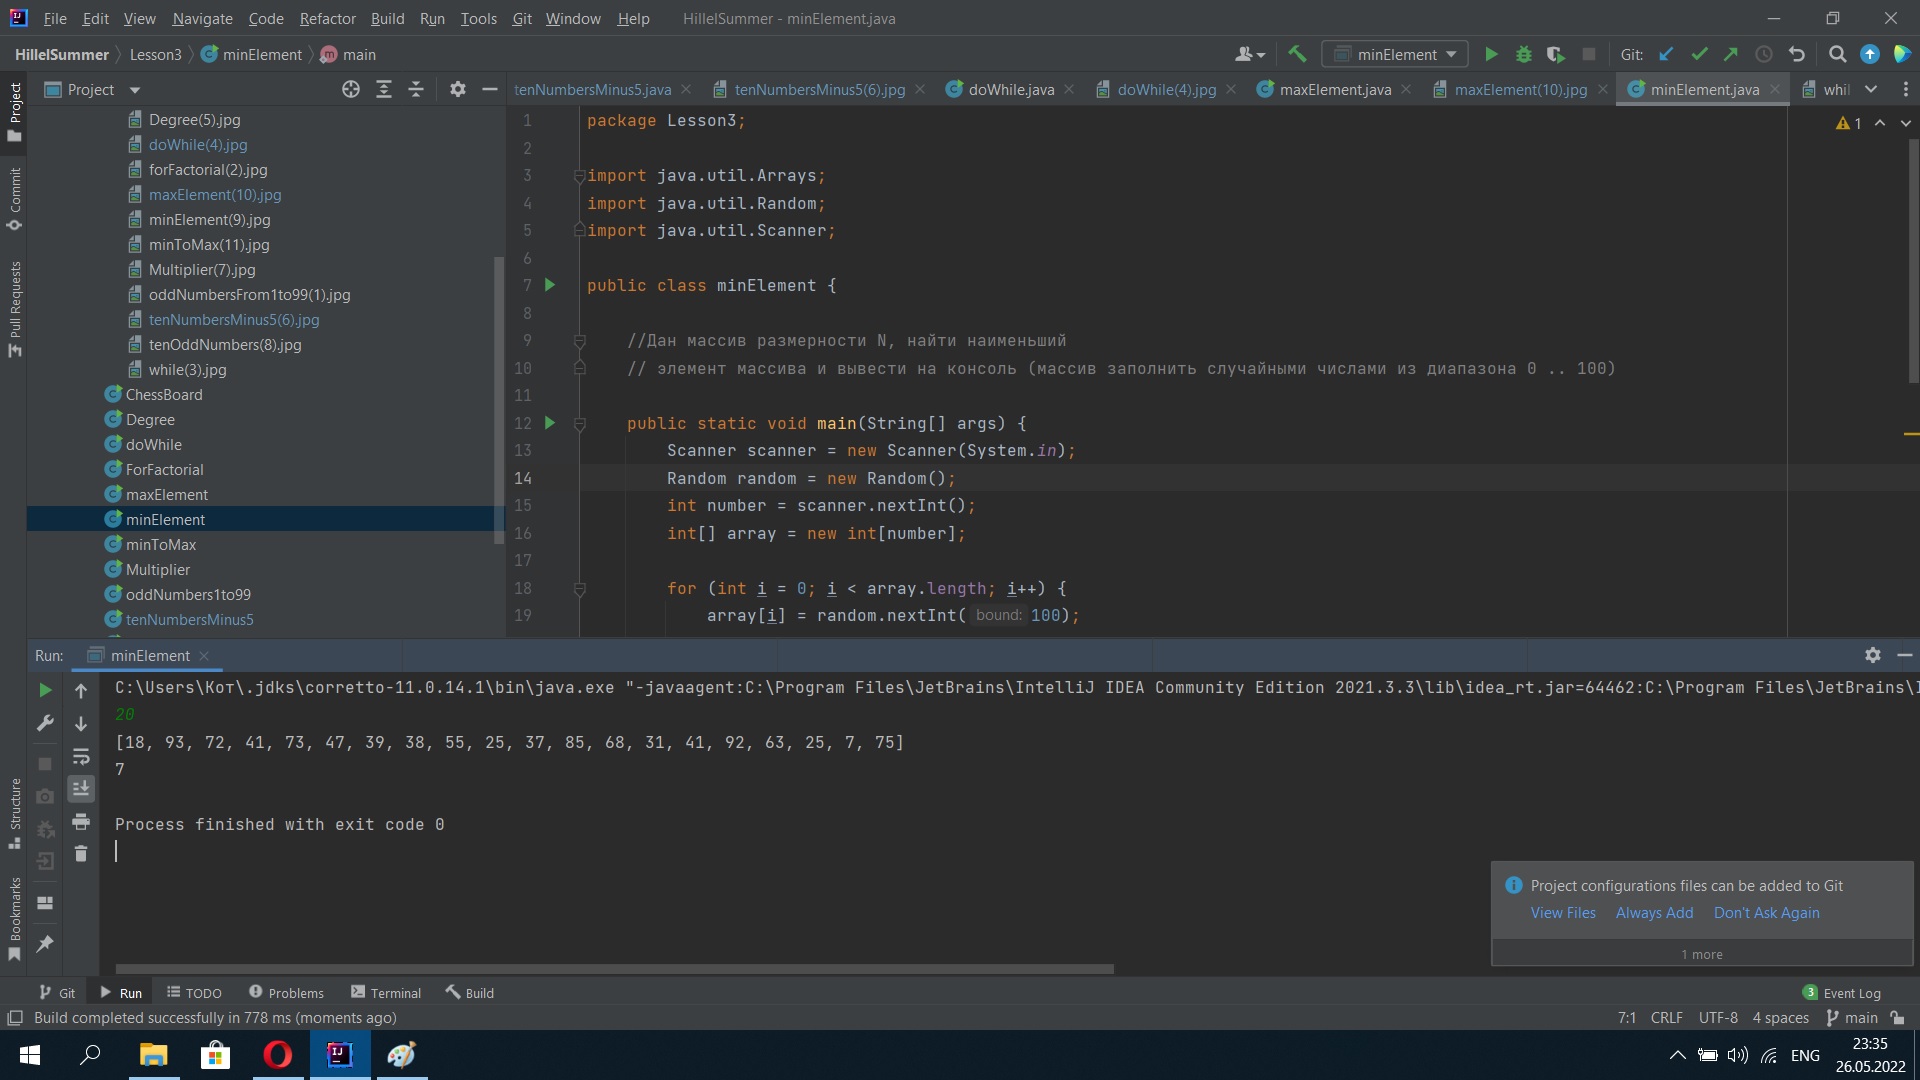 File Edit View Navigate Code Refactor Build Run Tools Git Window Help HillelSummer - minElement.java
HillelSummer Lesson3 minElement main
minElement Git:
Project
tenNumbersMinus5.java tenNumbersMinus5(6).jpg doWhile.java doWhile(4).jpg maxElement.java maxElement(10).jpg minElement.java whil
Project
Commit
Pull Requests
Structure
Bookmarks
Degree(5).jpg
doWhile(4).jpg
forFactorial(2).jpg
maxElement(10).jpg
minElement(9).jpg
minToMax(11).jpg
Multiplier(7).jpg
oddNumbersFrom1to99(1).jpg
tenNumbersMinus5(6).jpg
tenOddNumbers(8).jpg
while(3).jpg
ChessBoard
Degree
doWhile
ForFactorial
maxElement
minElement
minToMax
Multiplier
oddNumbers1to99
tenNumbersMinus5
1
1 package Lesson3;
2
3 import java.util.Arrays;
4 import java.util.Random;
5 import java.util.Scanner;
6
7 public class minElement {
8
9 //Дан массив размерности N, найти наименьший
10 // элемент массива и вывести на консоль (массив заполнить случайными числами из диапазона 0 .. 100)
11
12 public static void main(String[] args) {
13 Scanner scanner = new Scanner(System.in);
14 Random random = new Random();
15 int number = scanner.nextInt();
16 int[] array = new int[number];
17
18 for (int i = 0; i < array.length; i++) {
19 array[i] = random.nextInt( bound: 100);
Run: minElement
C:\Users\Кот\.jdks\corretto-11.0.14.1\bin\java.exe "-javaagent:C:\Program Files\JetBrains\IntelliJ IDEA Community Edition 2021.3.3\lib\idea_rt.jar=64462:C:\Program Files\JetBrains\I
20
[18, 93, 72, 41, 73, 47, 39, 38, 55, 25, 37, 85, 68, 31, 41, 92, 63, 25, 7, 75]
7
Process finished with exit code 0
Project configurations files can be added to Git
View Files Always Add Don't Ask Again
1 more
Git Run TODO Problems Terminal Build 3 Event Log
Build completed successfully in 778 ms (moments ago) 7:1 CRLF UTF-8 4 spaces main
ENG 23:35
26.05.2022